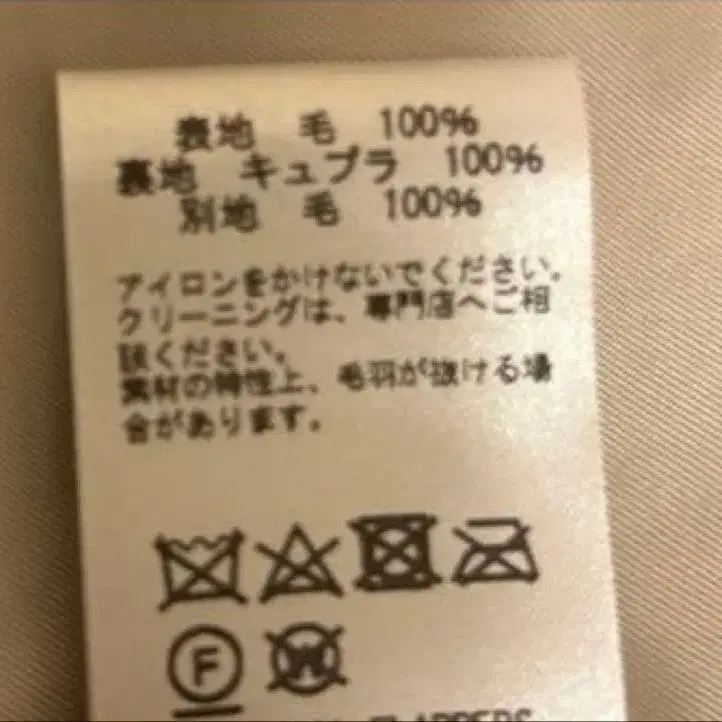 表地 毛 100%
裏地 キュプラ 100%
別地 毛 100%
アイロンをかけないでください。
クリーニングは、専門店へご相
談ください。
素材の特性上、毛羽が抜ける場
合があります。
F W